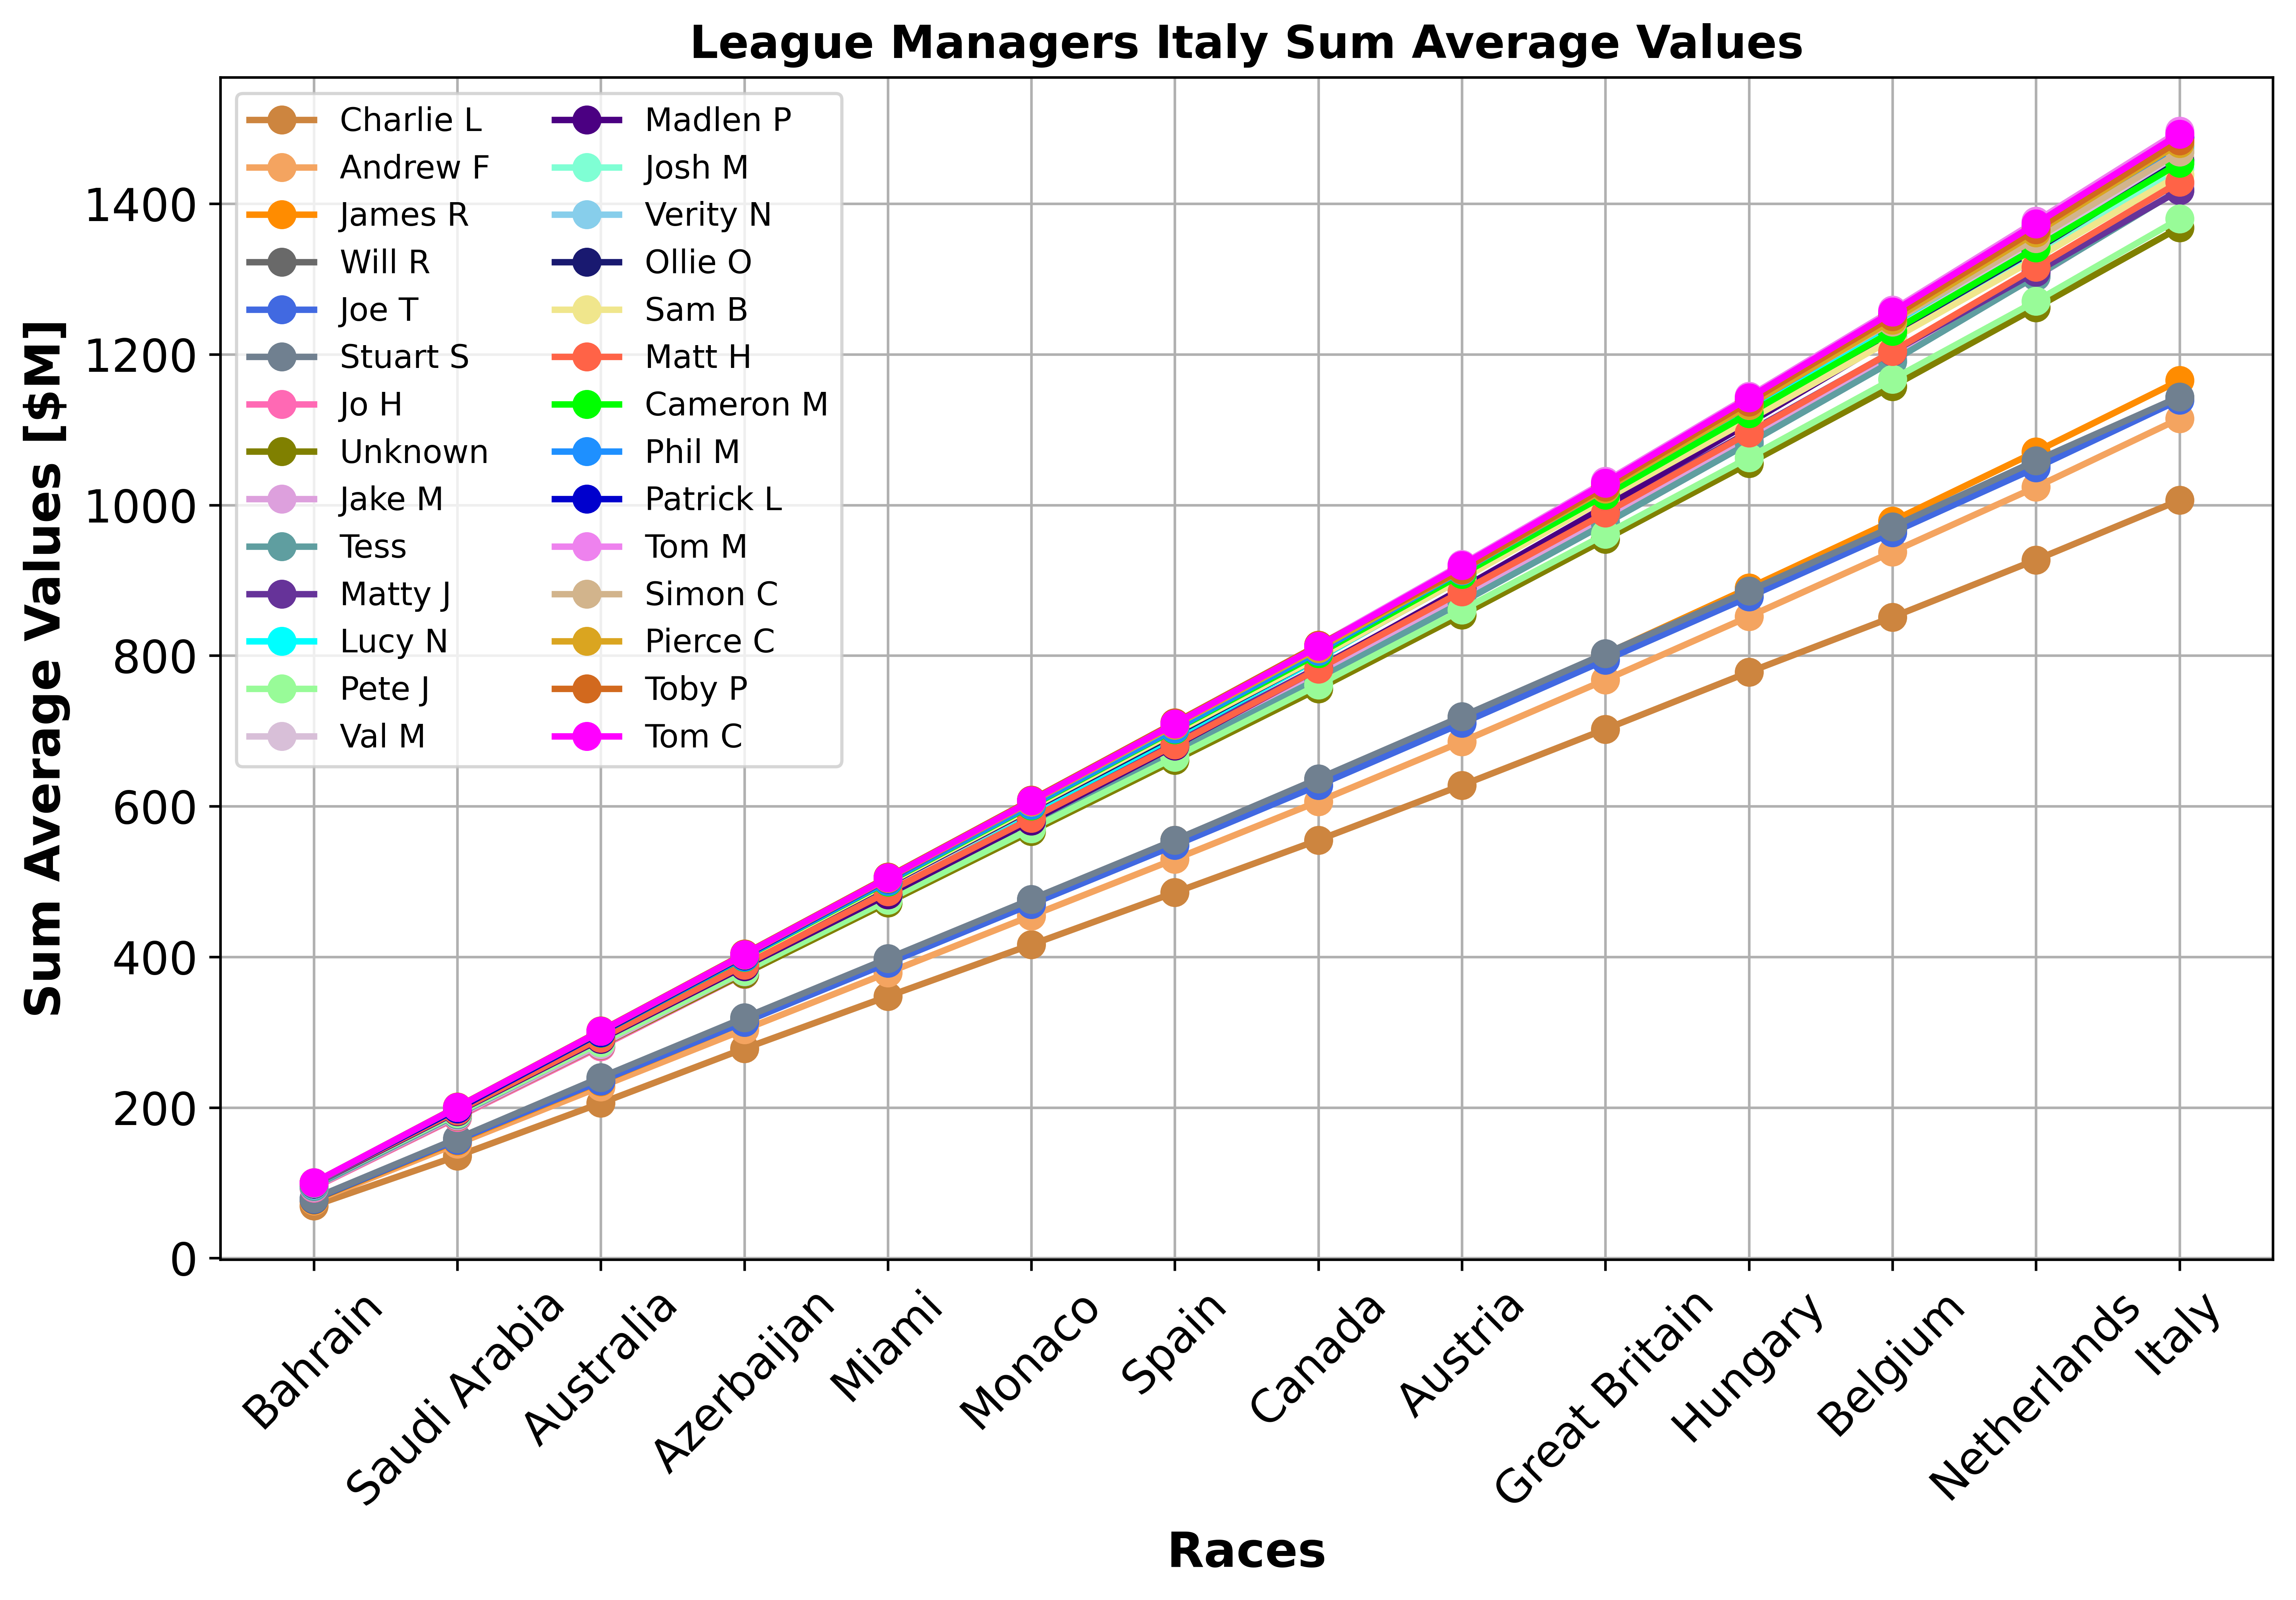 League Managers Italy Sum Average Values
Sum Average Values [$M]
1400
1200
1000
800
600
400
200
0
Charlie L
Andrew F
James R
Will R
Joe T
Stuart S
Jo H
Unknown
Jake M
Tess
Matty J
Lucy N
Pete J
Val M
Madlen P
Josh M
Verity N
Ollie O
Sam B
Matt H
Cameron M
Phil M
Patrick L
Tom M
Simon C
Pierce C
Toby P
Tom C
Bahrain
Saudi Arabia
Australia
Azerbaijian
Miami
Monaco
Spain
Canada
Austria
Great Britain
Hungary
Belgium
Netherlands
Italy
Races